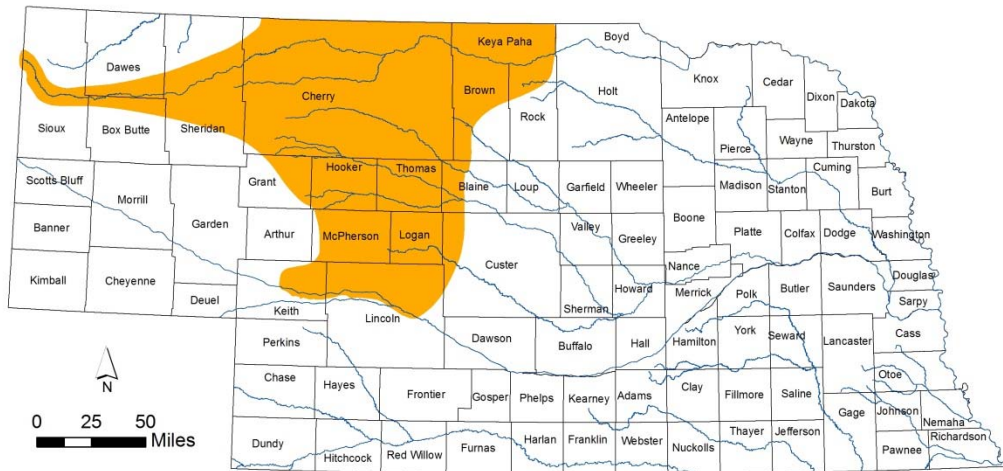 Boyd
Keya Paha
Dawes
Knox
Cedar
Cherry
Brown
Holt
Dixon
Dakota
Rock
Antelope
Sioux
Box Butte
Sheridan
Pierce
Wayne
Thurston
Hooker
Thomas
Cuming
Grant
Scotts Bluff
Morrill
Blaine
Loup
Garfield
Wheeler
Madison
Stanton
Burt
Garden
Boone
Banner
Arthur
McPherson
Logan
Valley
Greeley
Platte
Colfax
Dodge
Washington
Custer
Nance
Kimball
Cheyenne
Douglas
Deuel
Howard
Merrick
Butler
Saunders
Polk
Sarpy
Keith
Lincoln
Sherman
Perkins
Dawson
Buffalo
Hall
Hamilton
York
Seward
Cass
Lancaster
N
Chase
Hayes
Otoe
Frontier
Gosper
Phelps
Kearney
Adams
Clay
Fillmore
Saline
0 25 50
Miles
Gage
Johnson
Nemaha
Dundy
Hitchcock
Red Willow
Furnas
Harlan
Franklin
Webster
Nuckolls
Thayer
Jefferson
Pawnee
Richardson